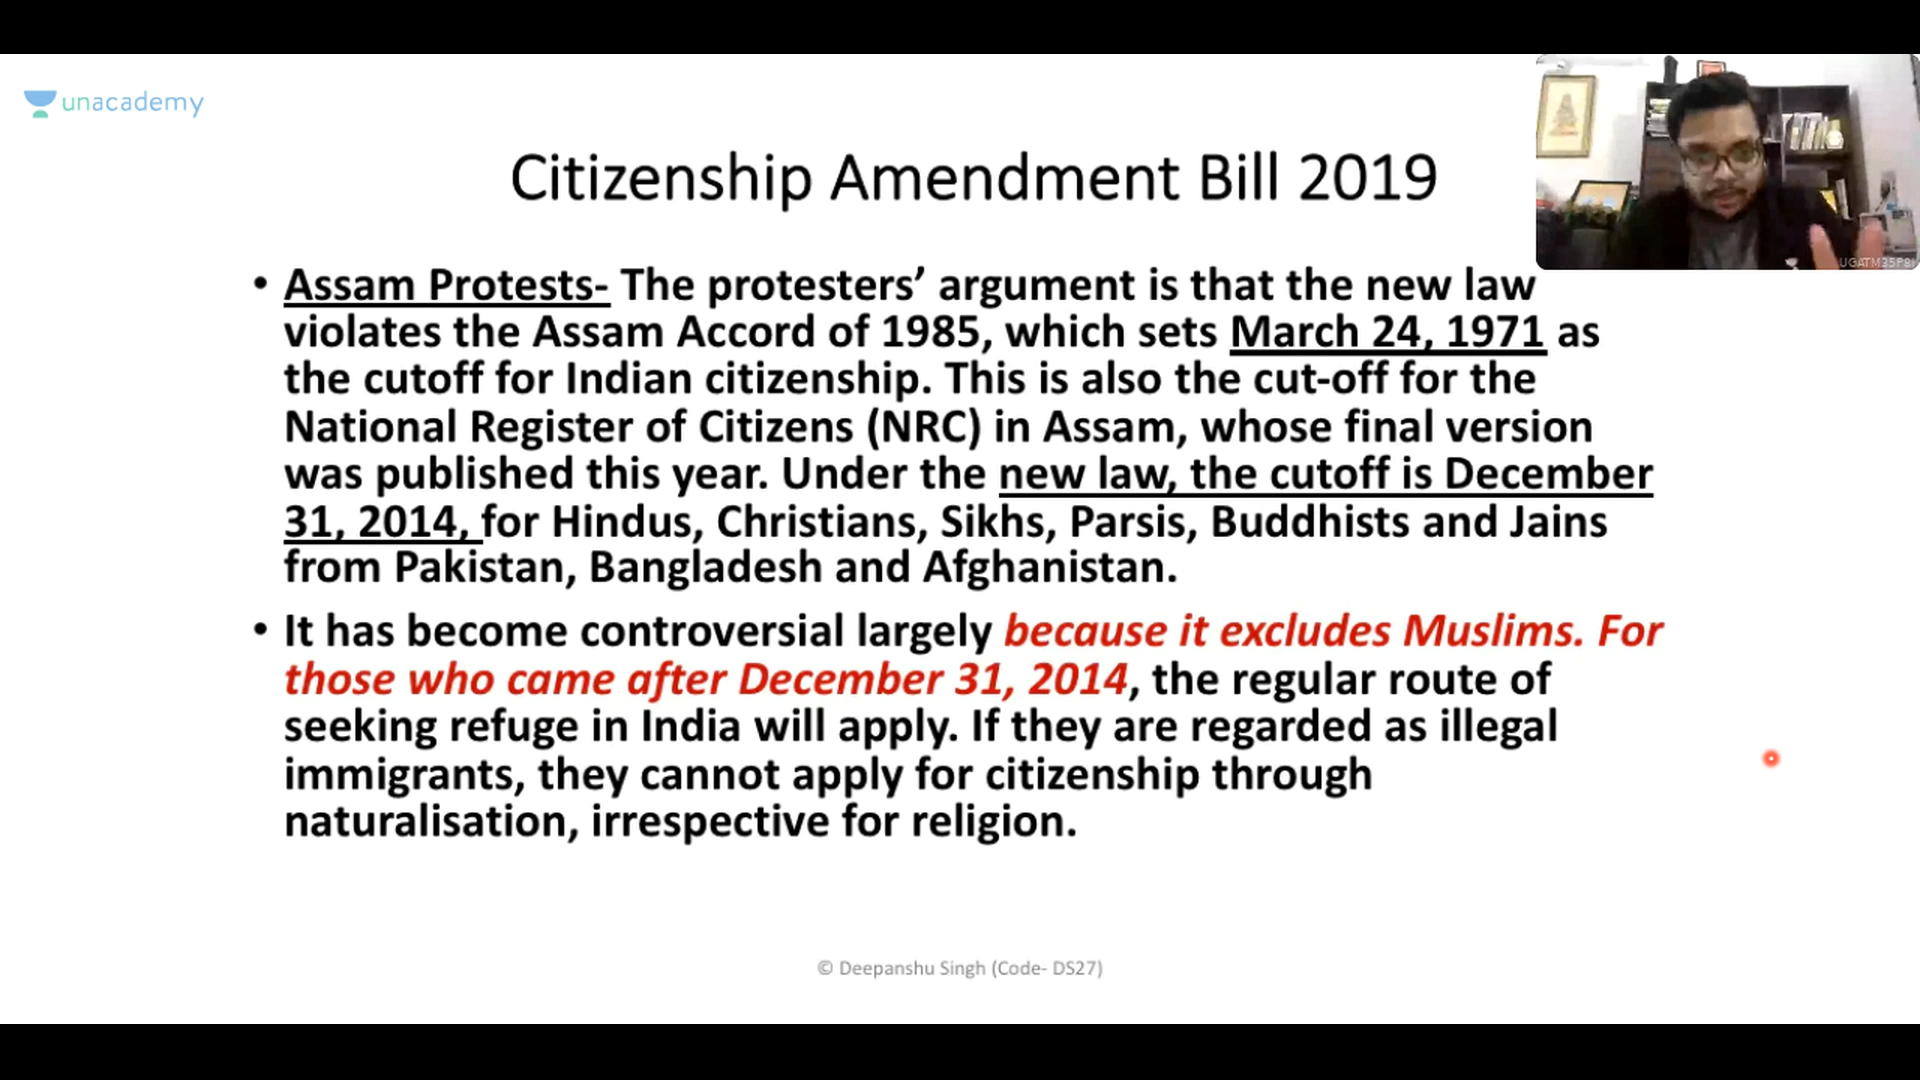 unacademy
Citizenship Amendment Bill 2019
• Assam Protests- The protesters’ argument is that the new law
violates the Assam Accord of 1985, which sets March 24, 1971 as
the cutoff for Indian citizenship. This is also the cut-off for the
National Register of Citizens (NRC) in Assam, whose final version
was published this year. Under the new law, the cutoff is December
31, 2014, for Hindus, Christians, Sikhs, Parsis, Buddhists and Jains
from Pakistan, Bangladesh and Afghanistan.
• It has become controversial largely because it excludes Muslims. For
those who came after December 31, 2014, the regular route of
seeking refuge in India will apply. If they are regarded as illegal
immigrants, they cannot apply for citizenship through
naturalisation, irrespective for religion.
© Deepanshu Singh (Code- DS27)